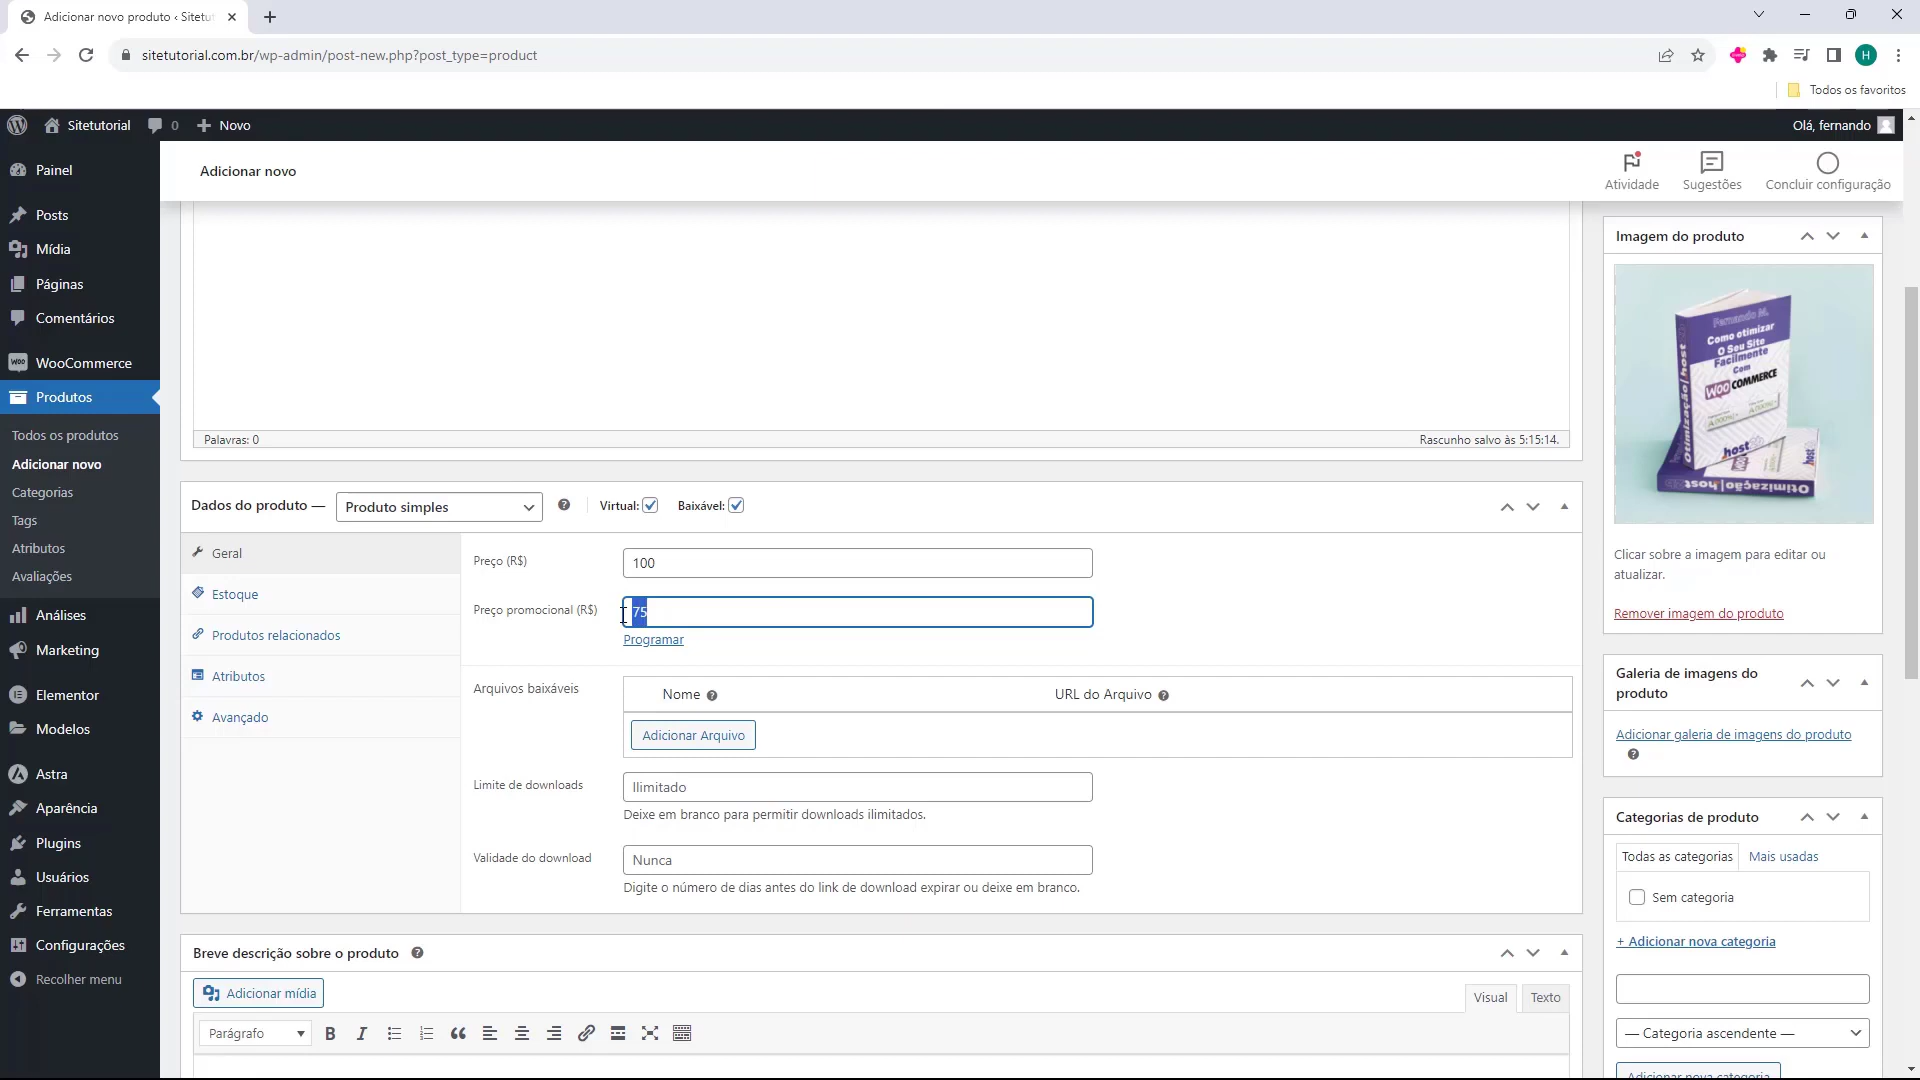 Adicionar novo produto ‹ Sitetu
sitetutorial.com.br/wp-admin/post-new.php?post_type=product
H
Todos os favoritos
Sitetutorial
0
Novo
Olá, fernando
Painel
Posts
Mídia
Páginas
Comentários
WOO
WooCommerce
Produtos
Todos os produtos
Adicionar novo
Categorias
Tags
Atributos
Avaliações
Análises
Marketing
Elementor
Modelos
Astra
Aparência
Plugins
Usuários
Ferramentas
Configurações
Recolher menu
Adicionar novo
Atividade
Sugestões
Concluir configuração
Palavras: 0
Rascunho salvo às 5:15:14.
Dados do produto —
Produto simples
Virtual:
Baixável:
Geral
Estoque
Produtos relacionados
Atributos
Avançado
Preço (R$)
100
Preço promocional (R$)
75
Programar
Arquivos baixáveis
Nome
URL do Arquivo
Adicionar Arquivo
Limite de downloads
Ilimitado
Deixe em branco para permitir downloads ilimitados.
Validade do download
Nunca
Digite o número de dias antes do link de download expirar ou deixe em branco.
Breve descrição sobre o produto
Adicionar mídia
Visual
Texto
Parágrafo
B
I
Imagem do produto
Fernando M.
Como otimizar
O Seu Site
Facilmente
Com
WOO COMMERCE
Otimização|host
.host
Otimização|host
Clicar sobre a imagem para editar ou
atualizar.
Remover imagem do produto
Galeria de imagens do
produto
Adicionar galeria de imagens do produto
Categorias de produto
Todas as categorias
Mais usadas
Sem categoria
+ Adicionar nova categoria
— Categoria ascendente —
Adicionar nova categoria